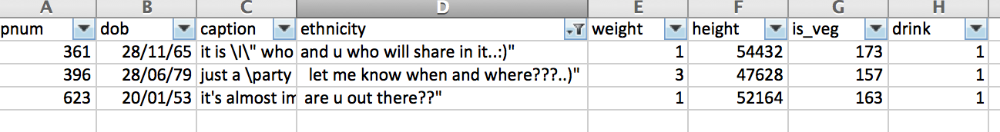 A B C D E F G H
pnum dob caption ethnicity weight height is_veg drink
361 28/11/65 it is \I\" who and u who will share in it..:)" 1 54432 173 1
396 28/06/79 just a \party let me know when and where???..)" 3 47628 157 1
623 20/01/53 it's almost im are u out there??" 1 52164 163 1